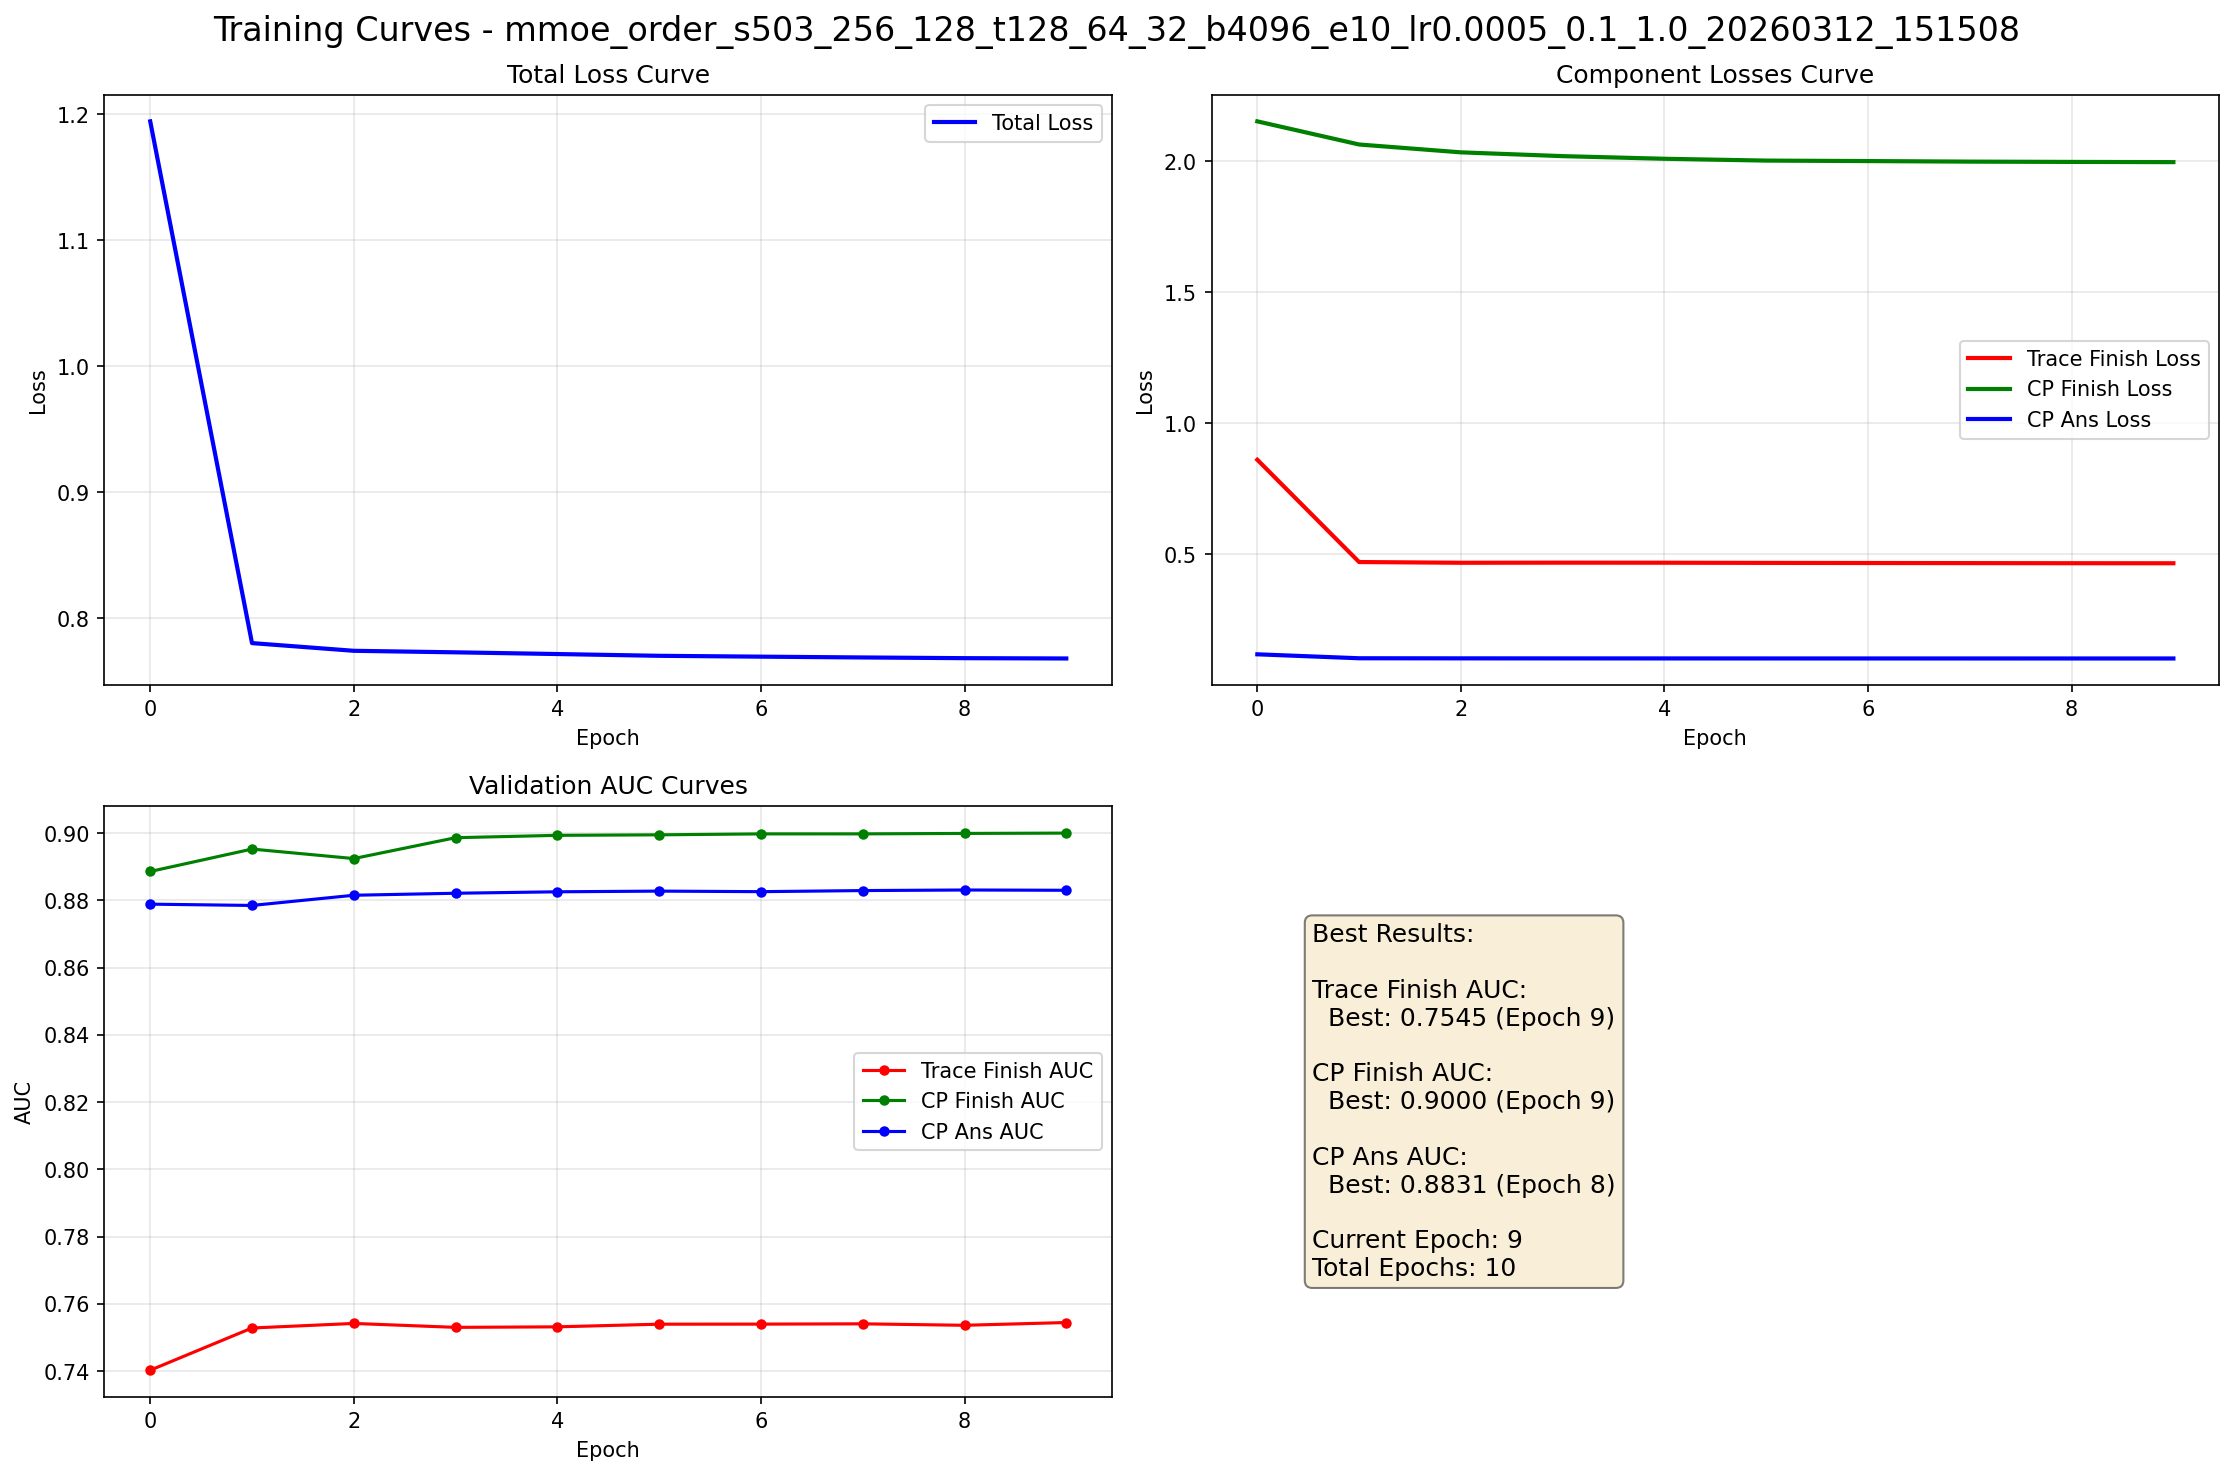 Training Curves - mmoe_order_s503_256_128_t128_64_32_b4096_e10_lr0.0005_0.1_1.0_20260312_151508
Total Loss Curve
1.2
1.1
1.0
0.9
0.8
Loss
Total Loss
0
2
4
6
8
Epoch
Component Losses Curve
2.0
1.5
1.0
0.5
Loss
Trace Finish Loss
CP Finish Loss
CP Ans Loss
0
2
4
6
8
Epoch
Validation AUC Curves
0.90
0.88
0.86
0.84
0.82
0.80
0.78
0.76
0.74
AUC
Trace Finish AUC
CP Finish AUC
CP Ans AUC
0
2
4
6
8
Epoch
Best Results:
Trace Finish AUC:
Best: 0.7545 (Epoch 9)
CP Finish AUC:
Best: 0.9000 (Epoch 9)
CP Ans AUC:
Best: 0.8831 (Epoch 8)
Current Epoch: 9
Total Epochs: 10